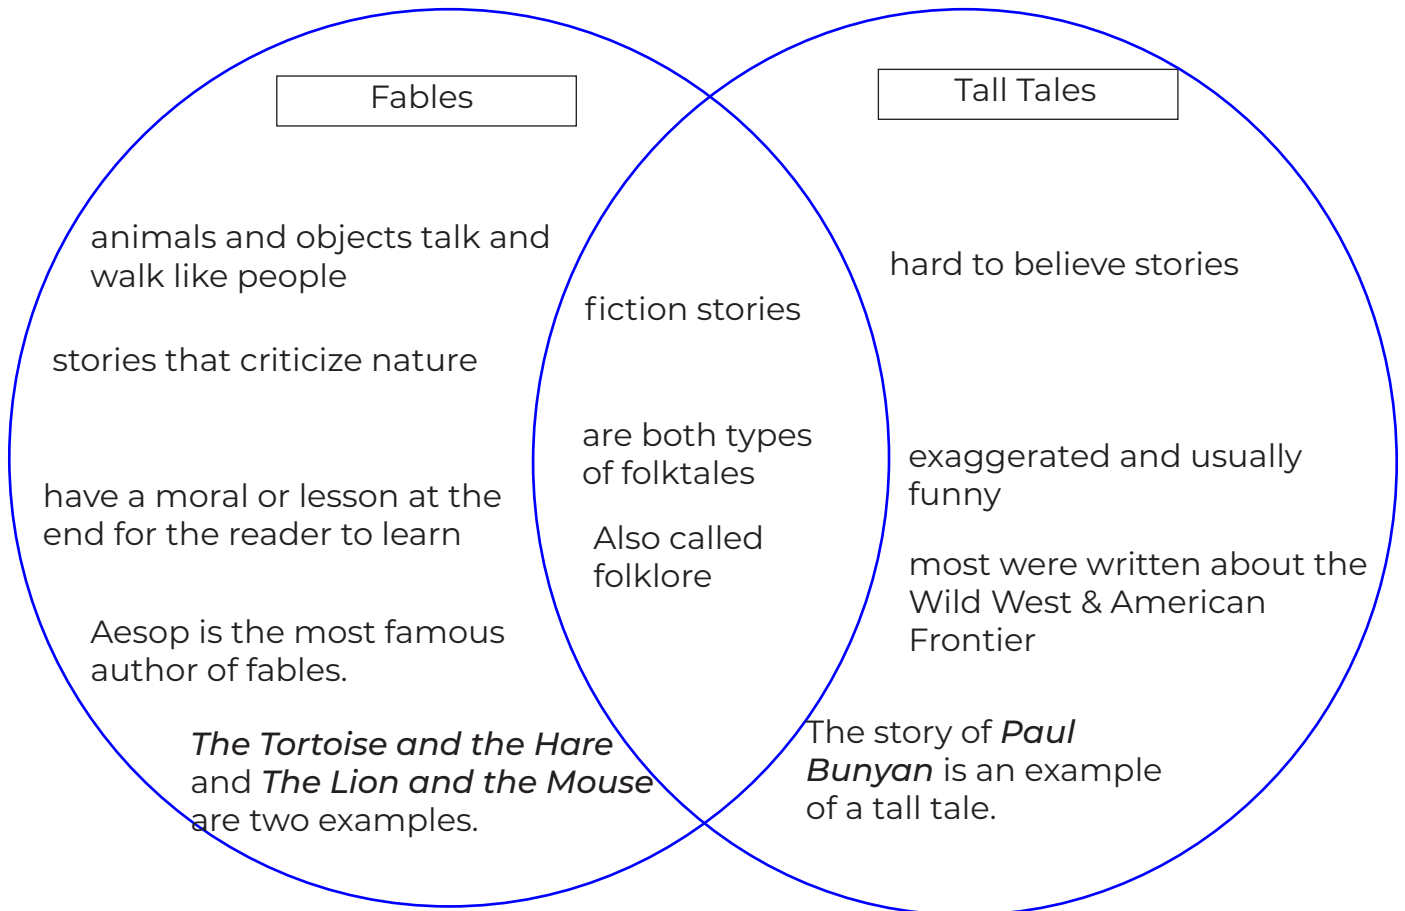 Fables
animals and objects talk and
walk like people
stories that criticize nature
have a moral or lesson at the
end for the reader to learn
Aesop is the most famous
author of fables.
The Tortoise and the Hare
and The Lion and the Mouse
are two examples.
fiction stories
are both types
of folktales
Also called
folklore
Tall Tales
hard to believe stories
exaggerated and usually
funny
most were written about the
Wild West & American
Frontier
The story of Paul
Bunyan is an example
of a tall tale.